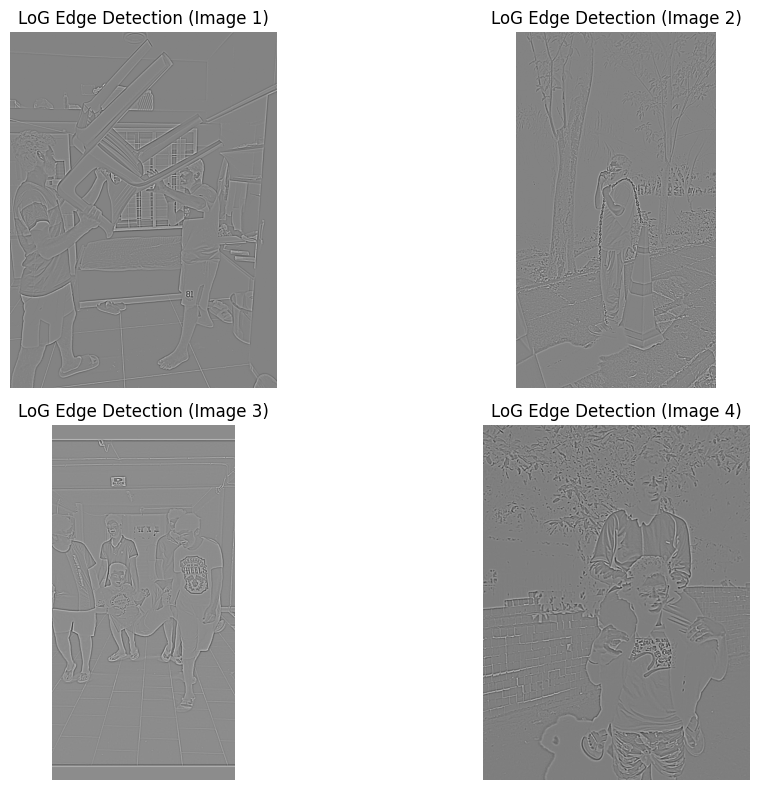 LoG Edge Detection (Image 1)
LoG Edge Detection (Image 2)
81
LoG Edge Detection (Image 3)
LoG Edge Detection (Image 4)